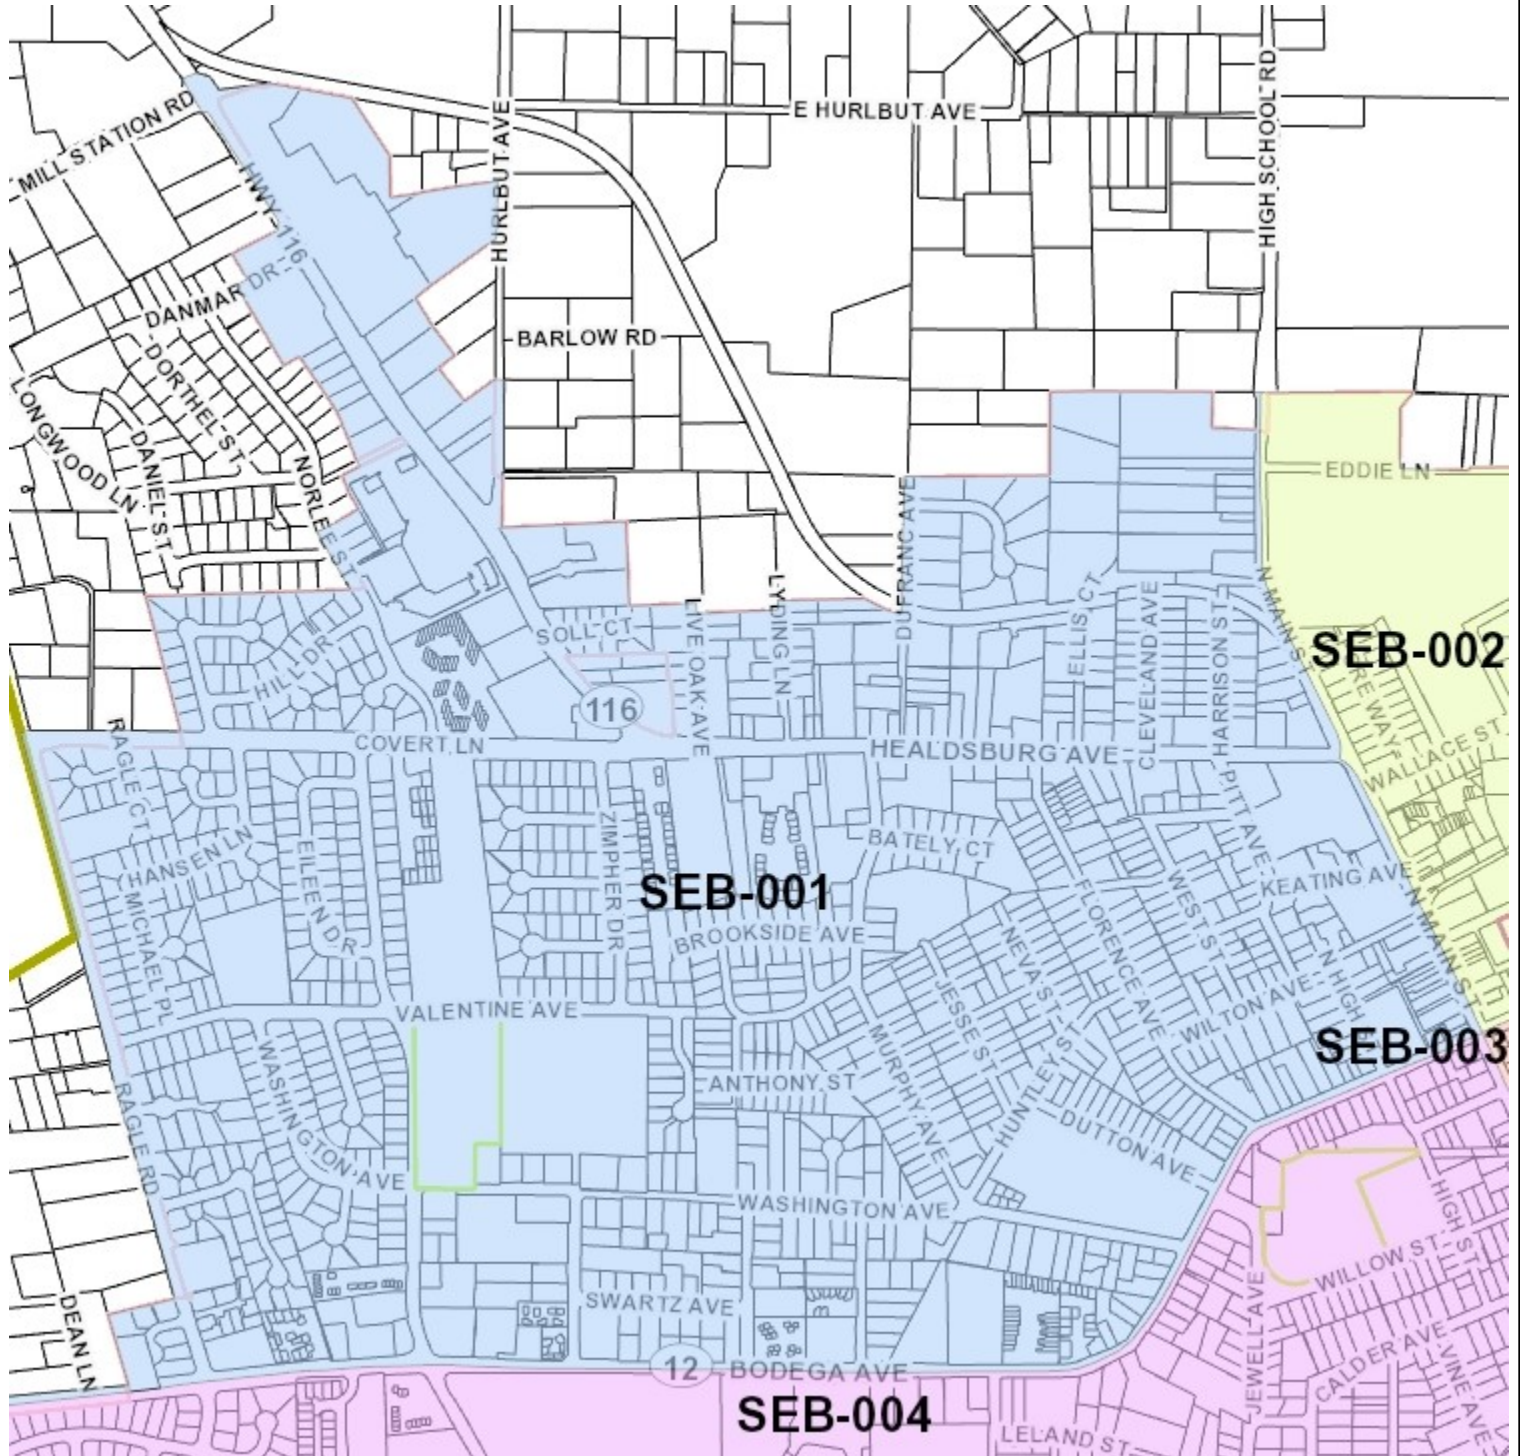 E HURLBUT AVE
HIGH SCHOOL RD
MILL STATION RD
HURLBUT AVE
HWY 116
DANMAR DR
BARLOW RD
DORTHEL ST
LONGWOOD LN
DANIEL ST
NORLEE ST
EDDIE LN
DUFRANC AVE
LYDING LN
LIVE OAK AVE
ELLIS CT
CLEVELAND AVE
HARRISON ST
N MAIN ST
SOLL CT
SEB-002
HILL DR
116
COVERT LN
HEALDSBURG AVE
RAGLE CT
WALLACE ST
PITT AVE
ZIMPHER DR
BATELY CT
HANSEN LN
EILEEN DR
SEB-001
KEATING AVE
MICHAEL PL
FLORENCE AVE
WEST ST
N MAIN ST
BROOKSIDE AVE
NEVA ST
N HIGH
JESSE ST
WILTON AVE
VALENTINE AVE
SEB-003
WASHINGTON AVE
MURPHY AVE
ANTHONY ST
HUNTLEY ST
RAGLE RD
DUTTON AVE
WASHINGTON AVE
HIGH ST
WILLOW ST
DEAN LN
SWARTZ AVE
JEWELL AVE
CALDER AVE
VINE AVE
12
BODEGA AVE
SEB-004
LELAND ST